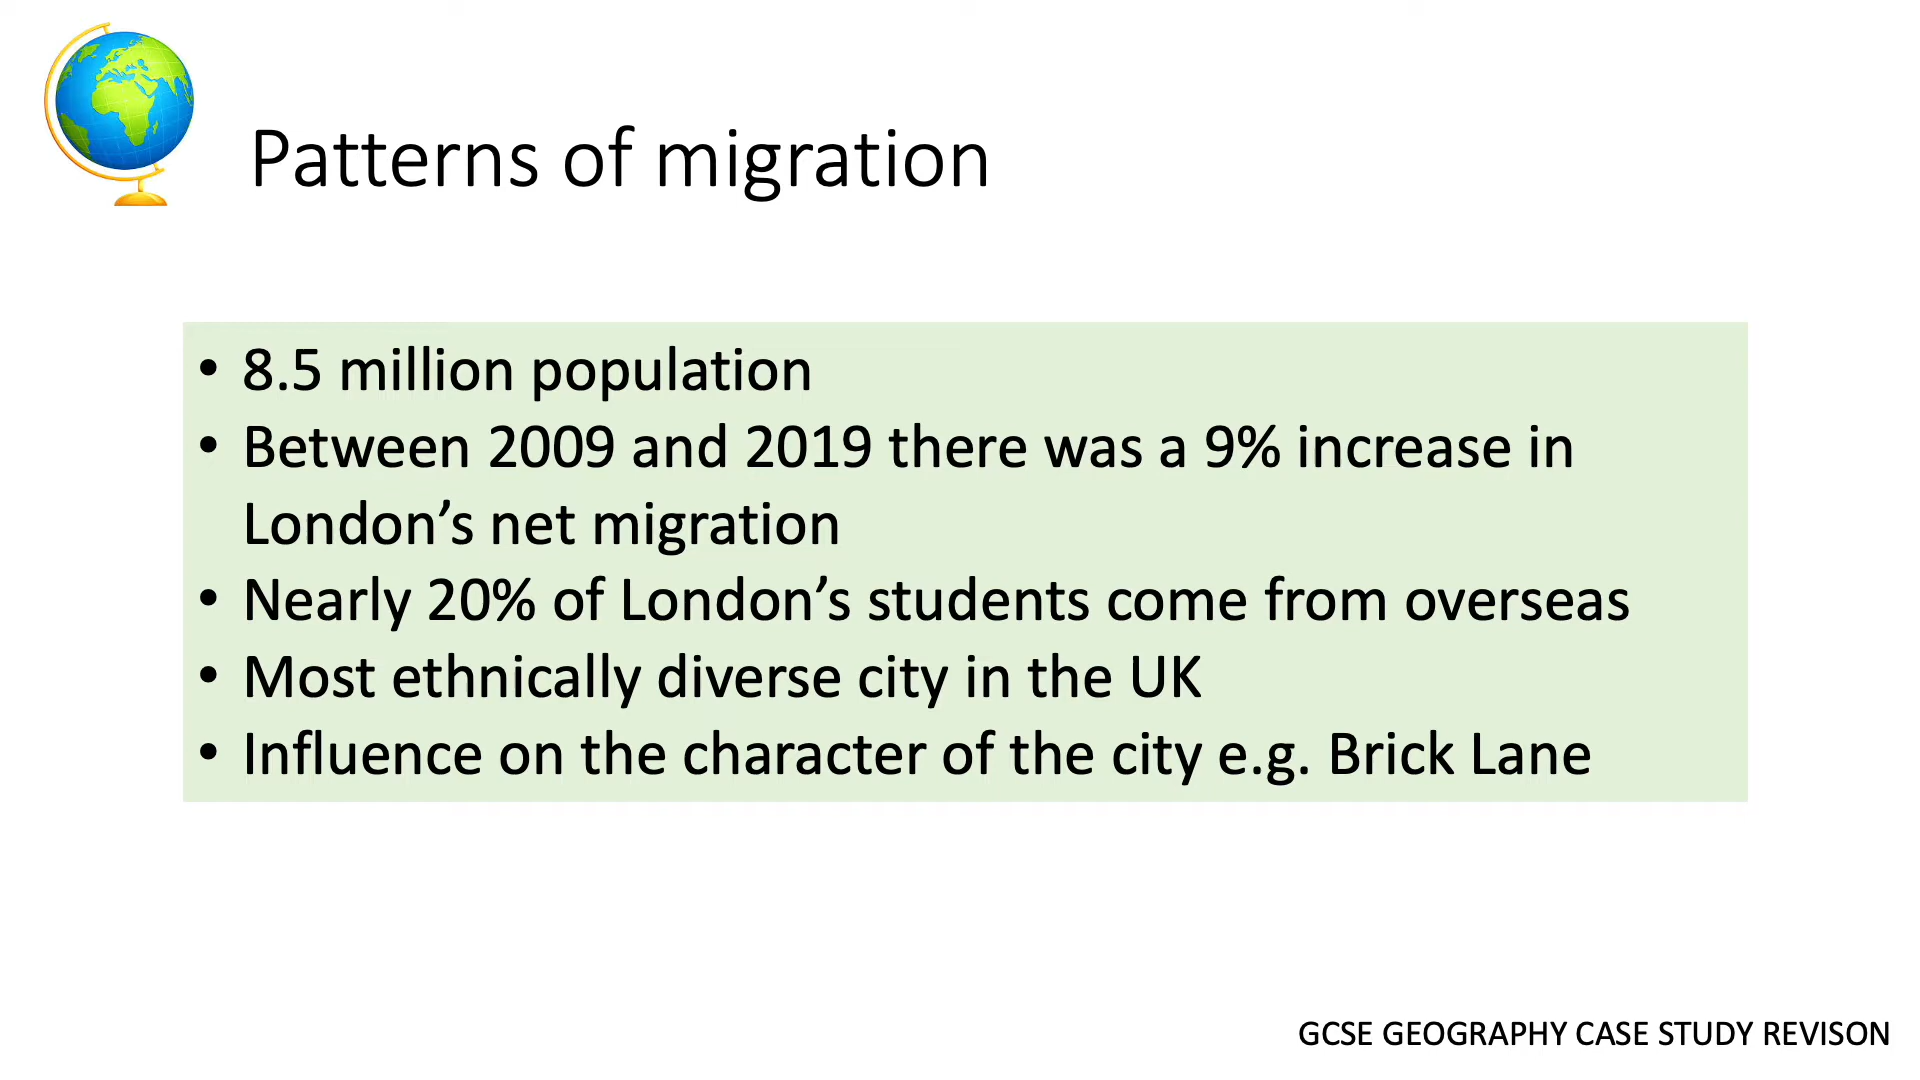 Patterns of migration
• 8.5 million population
• Between 2009 and 2019 there was a 9% increase in
London’s net migration
• Nearly 20% of London’s students come from overseas
• Most ethnically diverse city in the UK
• Influence on the character of the city e.g. Brick Lane
GCSE GEOGRAPHY CASE STUDY REVISON